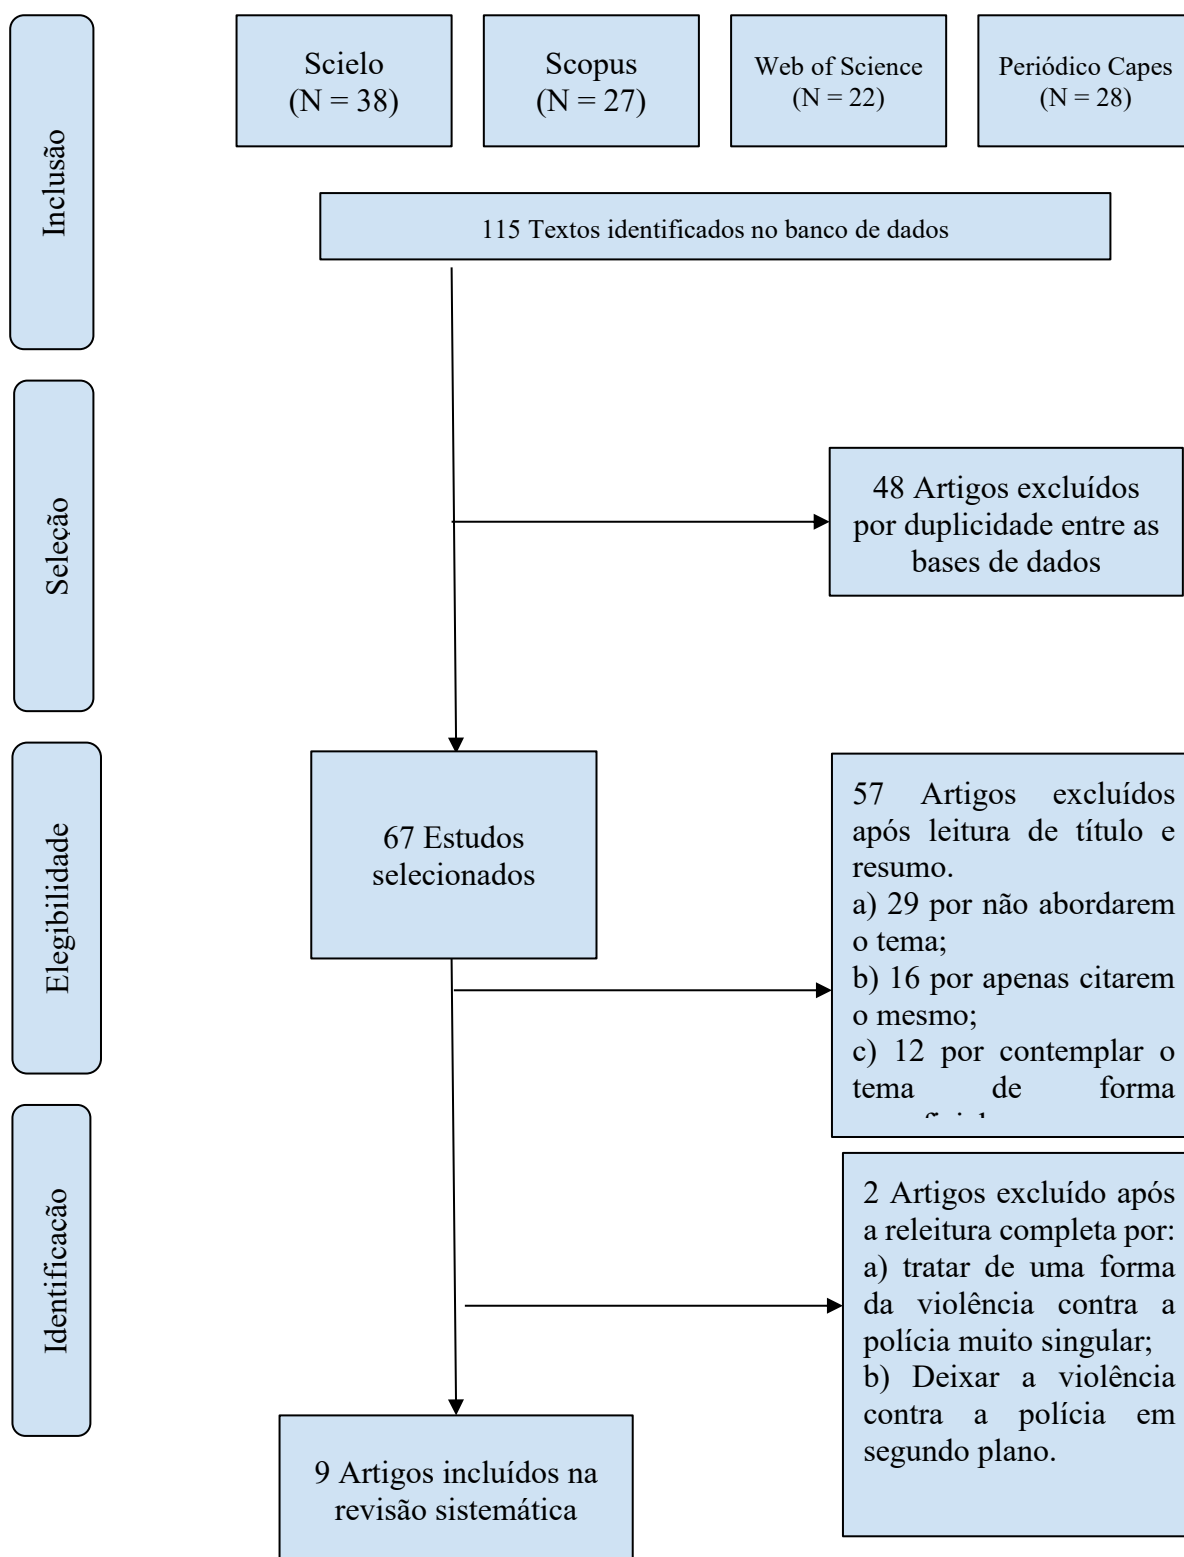 Inclusão
Scielo
(N = 38)
Scopus
(N = 27)
Web of Science
(N = 22)
Periódico Capes
(N = 28)
115 Textos identificados no banco de dados
Seleção
48 Artigos excluídos
por duplicidade entre as
bases de dados
Elegibilidade
67 Estudos
selecionados
57 Artigos excluídos
após leitura de título e
resumo.
a) 29 por não abordarem
o tema;
b) 16 por apenas citarem
o mesmo;
c) 12 por contemplar o
tema de forma
Identificação
2 Artigos excluído após
a releitura completa por:
a) tratar de uma forma
da violência contra a
polícia muito singular;
b) Deixar a violência
contra a polícia em
segundo plano.
9 Artigos incluídos na
revisão sistemática